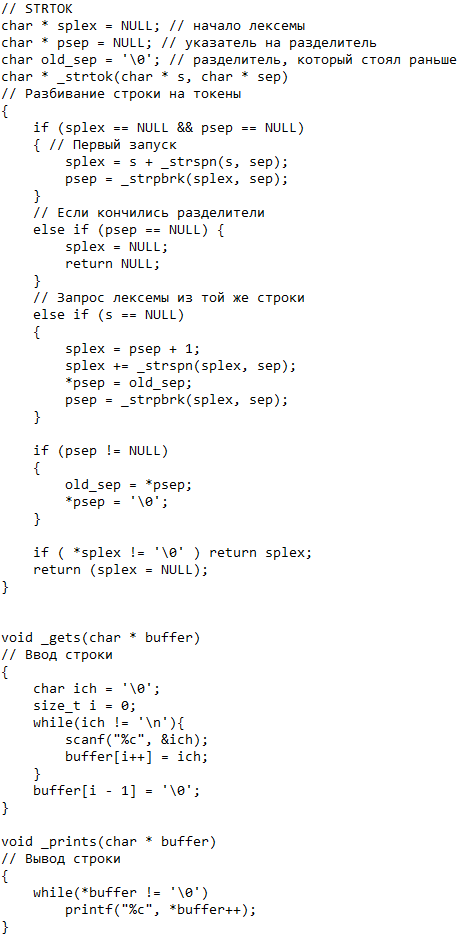 // STRTOK
char * splex = NULL; // начало лексемы
char * psep = NULL; // указатель на разделитель
char old_sep = '\0'; // разделитель, который стоял раньше
char * _strtok(char * s, char * sep)
// Разбивание строки на токены
{
    if (splex == NULL && psep == NULL)
    { // Первый запуск
        splex = s + _strspn(s, sep);
        psep = _strpbrk(splex, sep);
    }
    // Если кончились разделители
    else if (psep == NULL) {
        splex = NULL;
        return NULL;
    }
    // Запрос лексемы из той же строки
    else if (s == NULL)
    {
        splex = psep + 1;
        splex += _strspn(splex, sep);
        *psep = old_sep;
        psep = _strpbrk(splex, sep);
    }

    if (psep != NULL)
    {
        old_sep = *psep;
        *psep = '\0';
    }

    if ( *splex != '\0' ) return splex;
    return (splex = NULL);
}


void _gets(char * buffer)
// Ввод строки
{
    char ich = '\0';
    size_t i = 0;
    while(ich != '\n'){
        scanf("%c", &ich);
        buffer[i++] = ich;
    }
    buffer[i - 1] = '\0';
}

void _prints(char * buffer)
// Вывод строки
{
    while(*buffer != '\0')
        printf("%c", *buffer++);
}